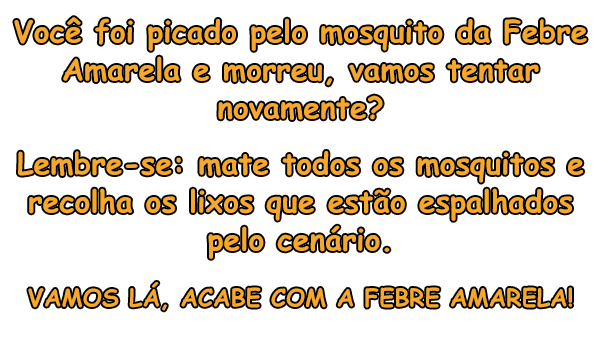 Você foi picado pelo mosquito da Febre
Amarela e morreu, vamos tentar
novamente?
Lembre-se: mate todos os mosquitos e
recolha os lixos que estão espalhados
pelo cenário.
VAMOS LÁ, ACABE COM A FEBRE AMARELA!